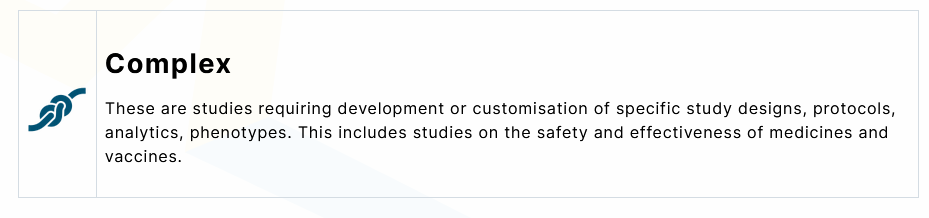 Complex
These are studies requiring development or customisation of specific study designs, protocols,
analytics, phenotypes. This includes studies on the safety and effectiveness of medicines and
vaccines.